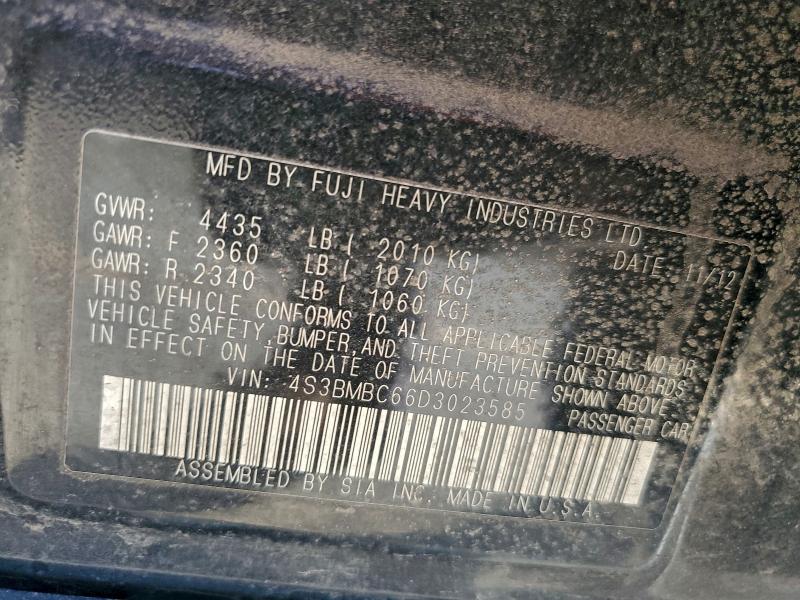 MFD BY FUJI HEAVY INDUSTRIES LTD.
DATE 11/12
GVWR: 4435 LB ( 2010 KG)
GAWR: F 2360 LB ( 1070 KG)
GAWR: R 2340 LB ( 1060 KG)
THIS VEHICLE CONFORMS TO ALL APPLICABLE FEDERAL MOTOR
VEHICLE SAFETY, BUMPER, AND THEFT PREVENTION STANDARDS
IN EFFECT ON THE DATE OF MANUFACTURE SHOWN ABOVE.
VIN: 4S3BMBC66D3023585 PASSENGER CAR
ASSEMBLED BY SIA INC. MADE IN U.S.A.